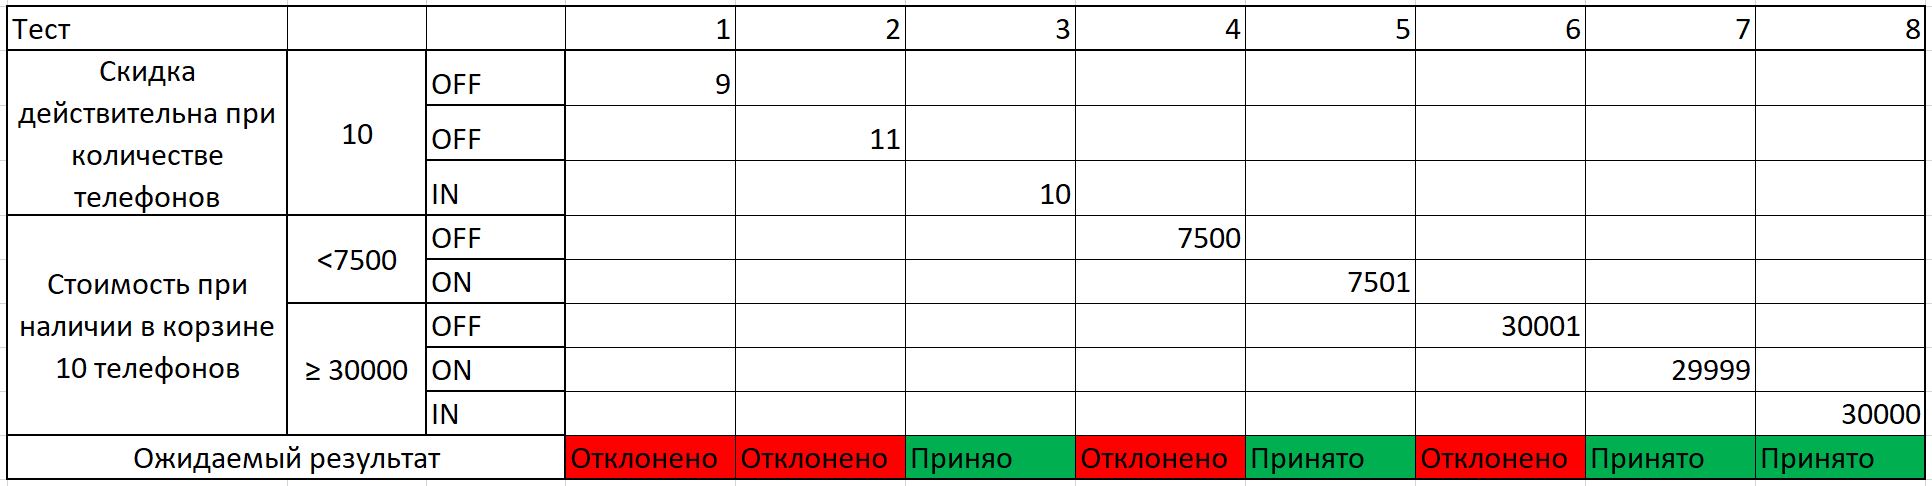 Тест 1 2 3 4 5 6 7 8
Скидка
действительна при
количестве
телефонов
10
OFF 9
OFF 11
IN 10
Стоимость при
наличии в корзине
10 телефонов
<7500
OFF 7500
ON 7501
≥ 30000
OFF 30001
ON 29999
IN 30000
Ожидаемый результат Отклонено Отклонено Приняо Отклонено Принято Отклонено Принято Принято